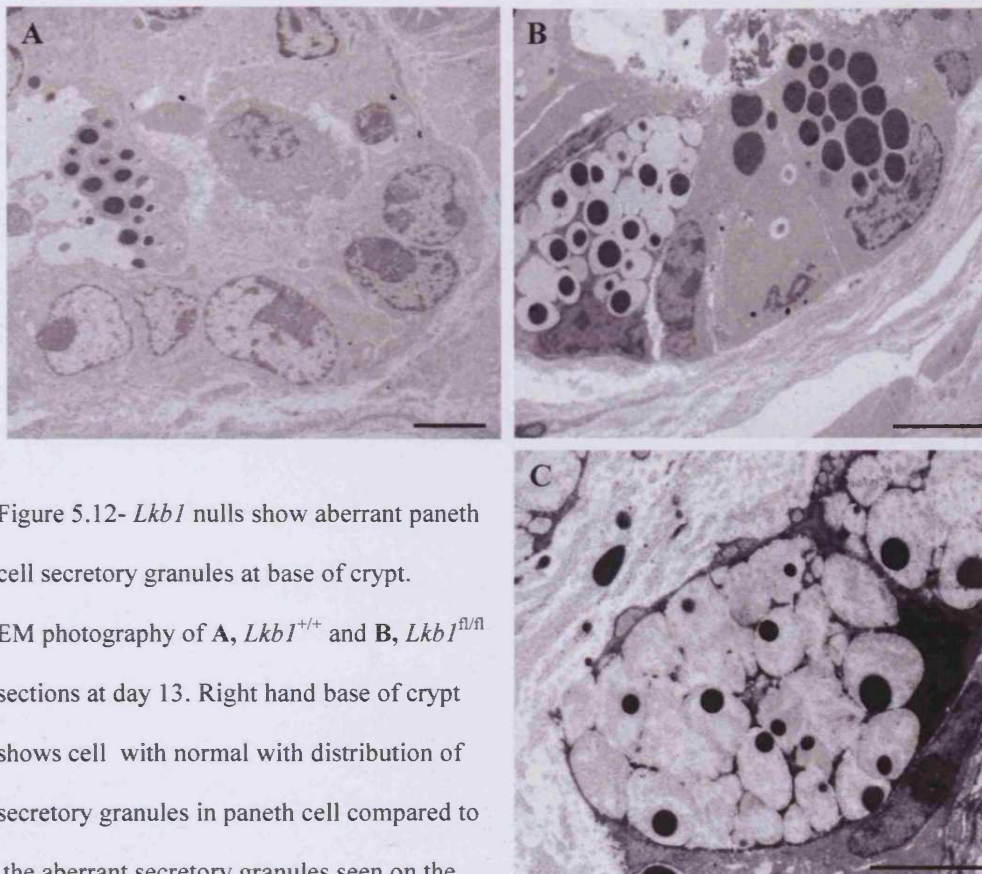 A
B
C
Figure 5.12- Lkb1 nulls show aberrant paneth
cell secretory granules at base of crypt.
EM photography of A, Lkb1+/+ and B, Lkb1fl/fl
sections at day 13. Right hand base of crypt
shows cell with normal with distribution of
secretory granules in paneth cell compared to
the aberrant secretory granules seen on the